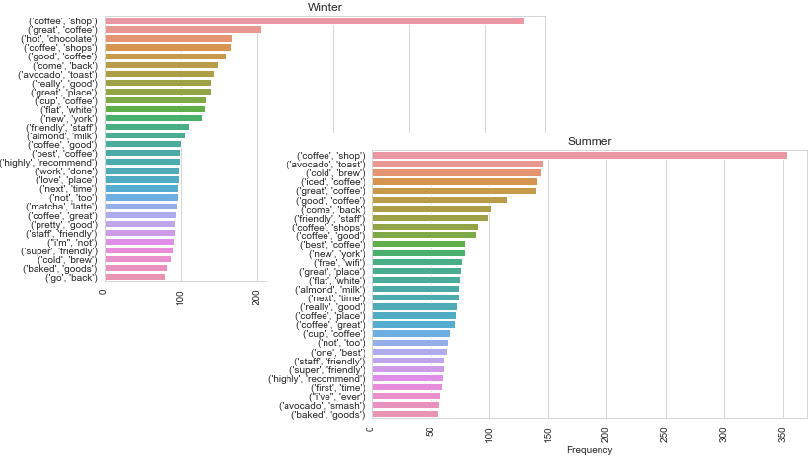 Winter
('coffee', 'shop')
('great', 'coffee')
('hot', 'chocolate')
('coffee', 'shops')
('good', 'coffee')
('come', 'back')
('avocado', 'toast')
('really', 'good')
('great', 'place')
('cup', 'coffee')
('flat', 'white')
('new', 'york')
('friendly', 'staff')
('almond', 'milk')
('coffee', 'good')
('best', 'coffee')
('highly', 'recommend')
('work', 'done')
('love', 'place')
('next', 'time')
('not', 'too')
('matcha', 'latte')
('coffee', 'great')
('pretty', 'good')
('staff', 'friendly')
("i'm", 'not')
('super', 'friendly')
('cold', 'brew')
('baked', 'goods')
('go', 'back')
0
100
200
Summer
('coffee', 'shop')
('avocado', 'toast')
('cold', 'brew')
('iced', 'coffee')
('great', 'coffee')
('good', 'coffee')
('come', 'back')
('friendly', 'staff')
('coffee', 'shops')
('coffee', 'good')
('best', 'coffee')
('new', 'york')
('free', 'wifi')
('great', 'place')
('flat', 'white')
('almond', 'milk')
('next', 'time')
('really', 'good')
('coffee', 'place')
('coffee', 'great')
('cup', 'coffee')
('not', 'too')
('one', 'best')
('staff', 'friendly')
('super', 'friendly')
('highly', 'recommend')
('first', 'time')
("i've", 'ever')
('avocado', 'smash')
('baked', 'goods')
0
50
100
150
200
250
300
350
Frequency